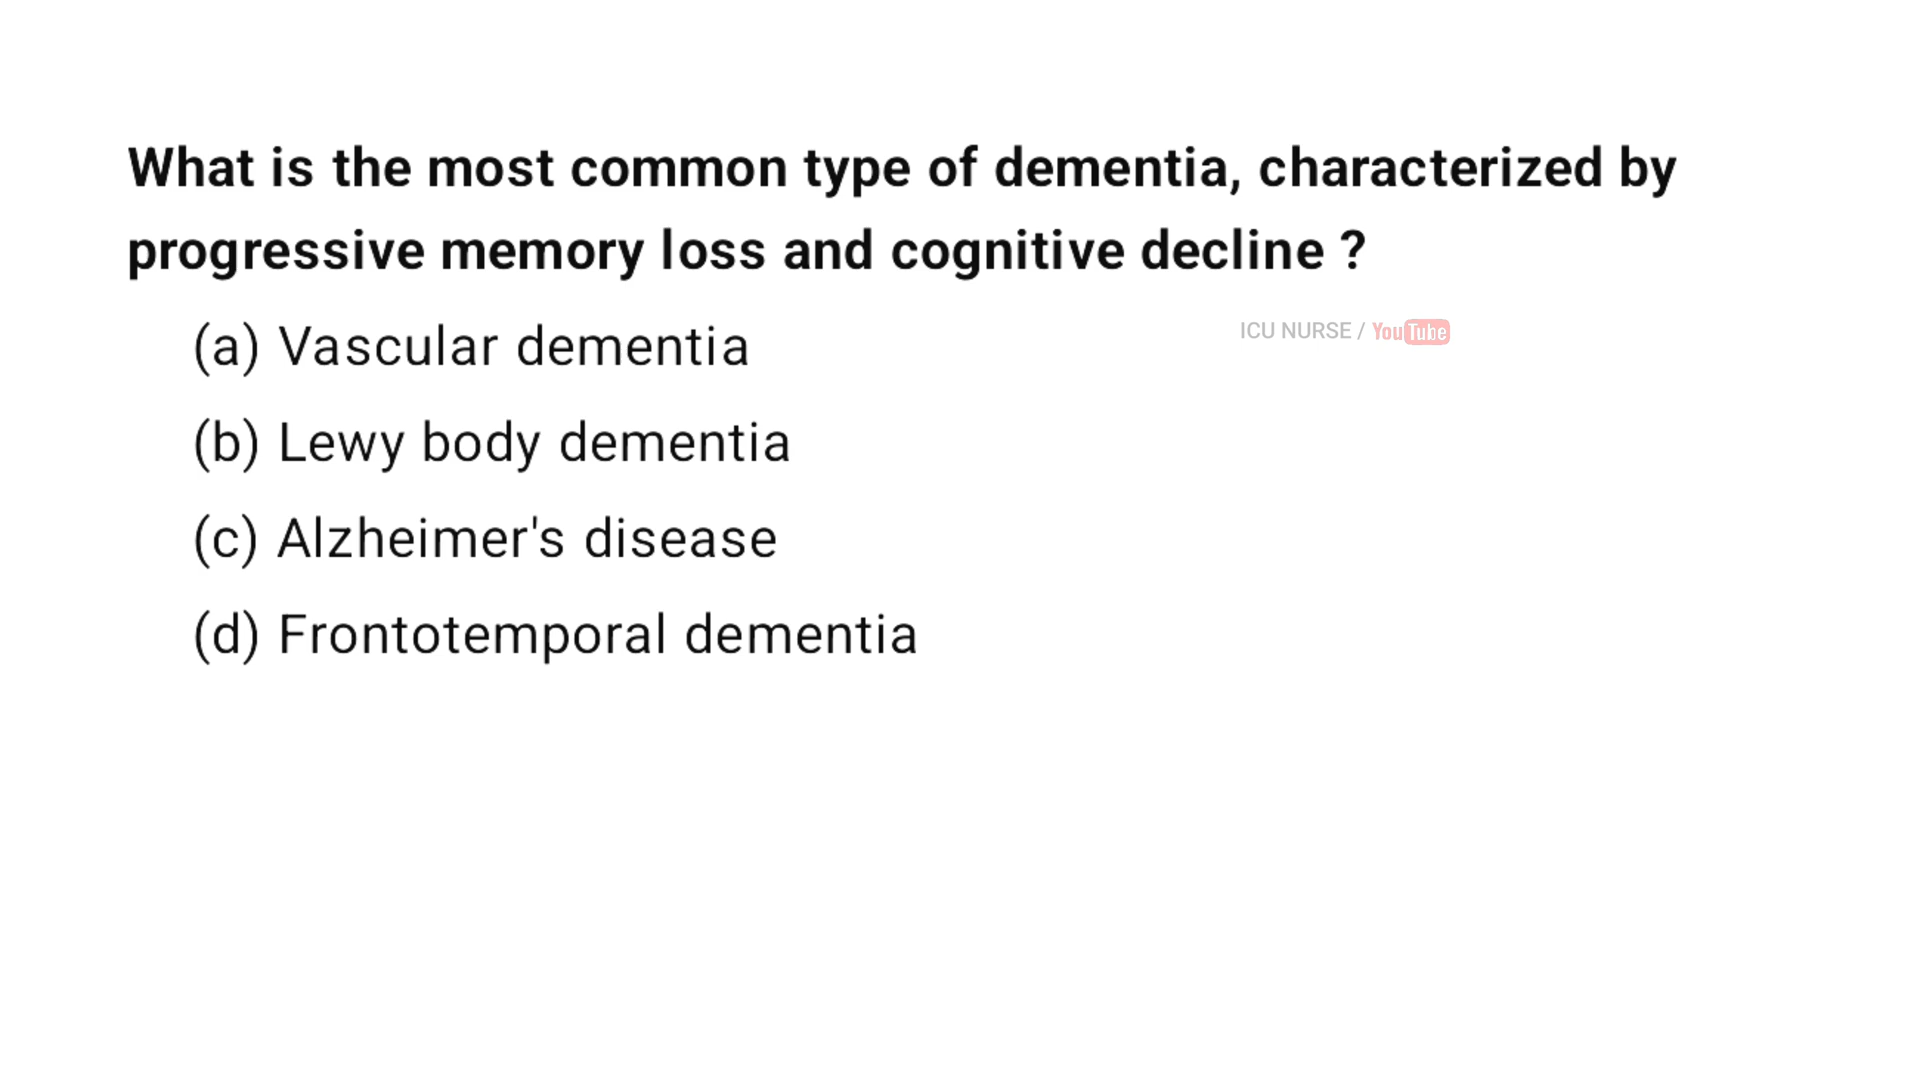 What is the most common type of dementia, characterized by
progressive memory loss and cognitive decline ?
(a) Vascular dementia
ICU NURSE / YouTube
(b) Lewy body dementia
(c) Alzheimer's disease
(d) Frontotemporal dementia